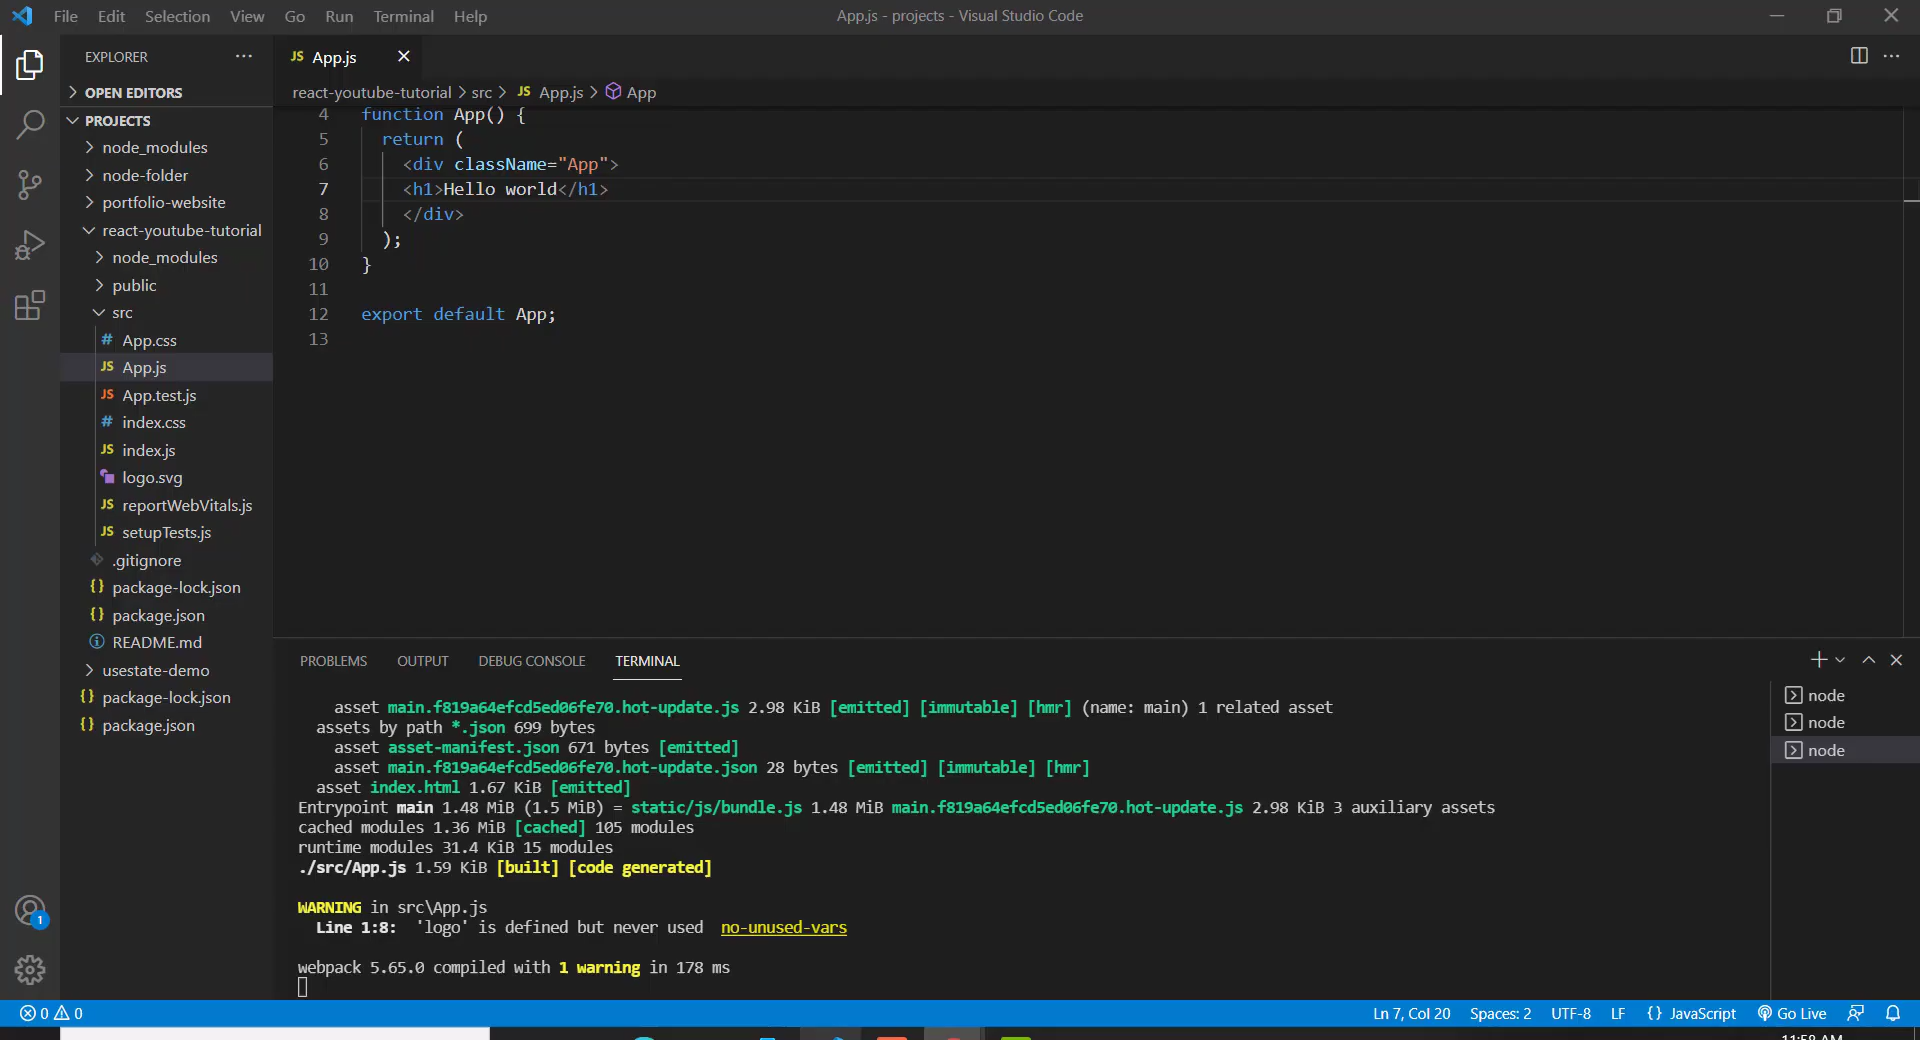 File Edit Selection View Go Run Terminal Help
App.js - projects - Visual Studio Code
EXPLORER
OPEN EDITORS
PROJECTS
node_modules
node-folder
portfolio-website
react-youtube-tutorial
node_modules
public
src
# App.css
JS App.js
JS App.test.js
# index.css
JS index.js
logo.svg
JS reportWebVitals.js
JS setupTests.js
.gitignore
{} package-lock.json
{} package.json
README.md
usestate-demo
{} package-lock.json
{} package.json
1
JS App.js
react-youtube-tutorial > src > JS App.js > App
4 function App() {
5 return (
6 <div className="App">
7 <h1>Hello world</h1>
8 </div>
9 );
10 }
11
12 export default App;
13
PROBLEMS OUTPUT DEBUG CONSOLE TERMINAL
asset main.f819a64efcd5ed06fe70.hot-update.js 2.98 KiB [emitted] [immutable] [hmr] (name: main) 1 related asset
assets by path *.json 699 bytes
asset asset-manifest.json 671 bytes [emitted]
asset main.f819a64efcd5ed06fe70.hot-update.json 28 bytes [emitted] [immutable] [hmr]
asset index.html 1.67 KiB [emitted]
Entrypoint main 1.48 MiB (1.5 MiB) = static/js/bundle.js 1.48 MiB main.f819a64efcd5ed06fe70.hot-update.js 2.98 KiB 3 auxiliary assets
cached modules 1.36 MiB [cached] 105 modules
runtime modules 31.4 KiB 15 modules
./src/App.js 1.59 KiB [built] [code generated]
WARNING in src\App.js
Line 1:8: 'logo' is defined but never used no-unused-vars
webpack 5.65.0 compiled with 1 warning in 178 ms
node
node
node
0 0
Ln 7, Col 20 Spaces: 2 UTF-8 LF {} JavaScript Go Live
11:58 AM